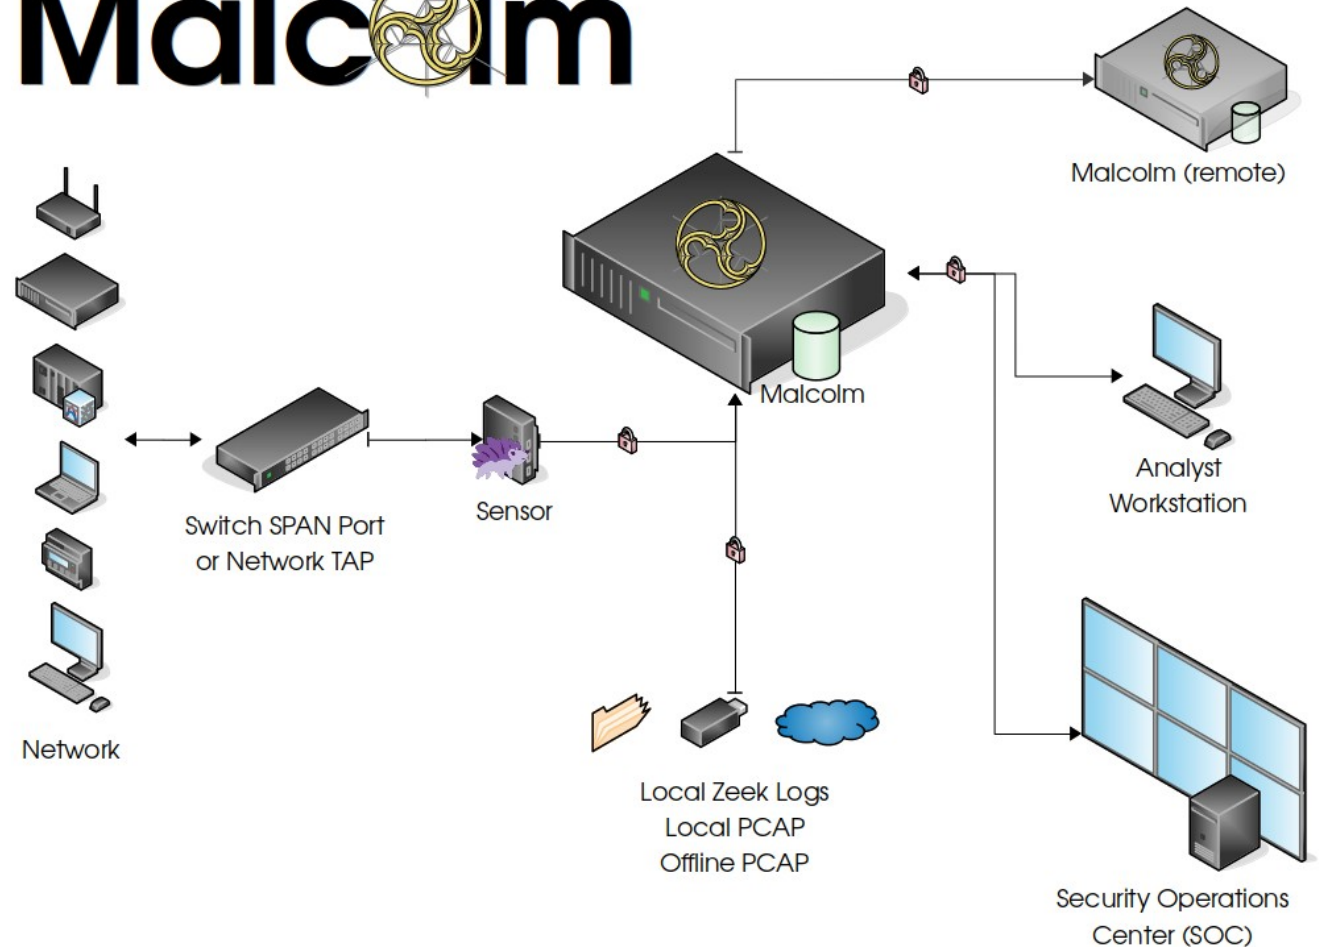 Malcolm
Malcolm (remote)
Malcolm
Analyst
Workstation
Sensor
Switch SPAN Port
or Network TAP
Network
Local Zeek Logs
Local PCAP
Offline PCAP
Security Operations
Center (SOC)